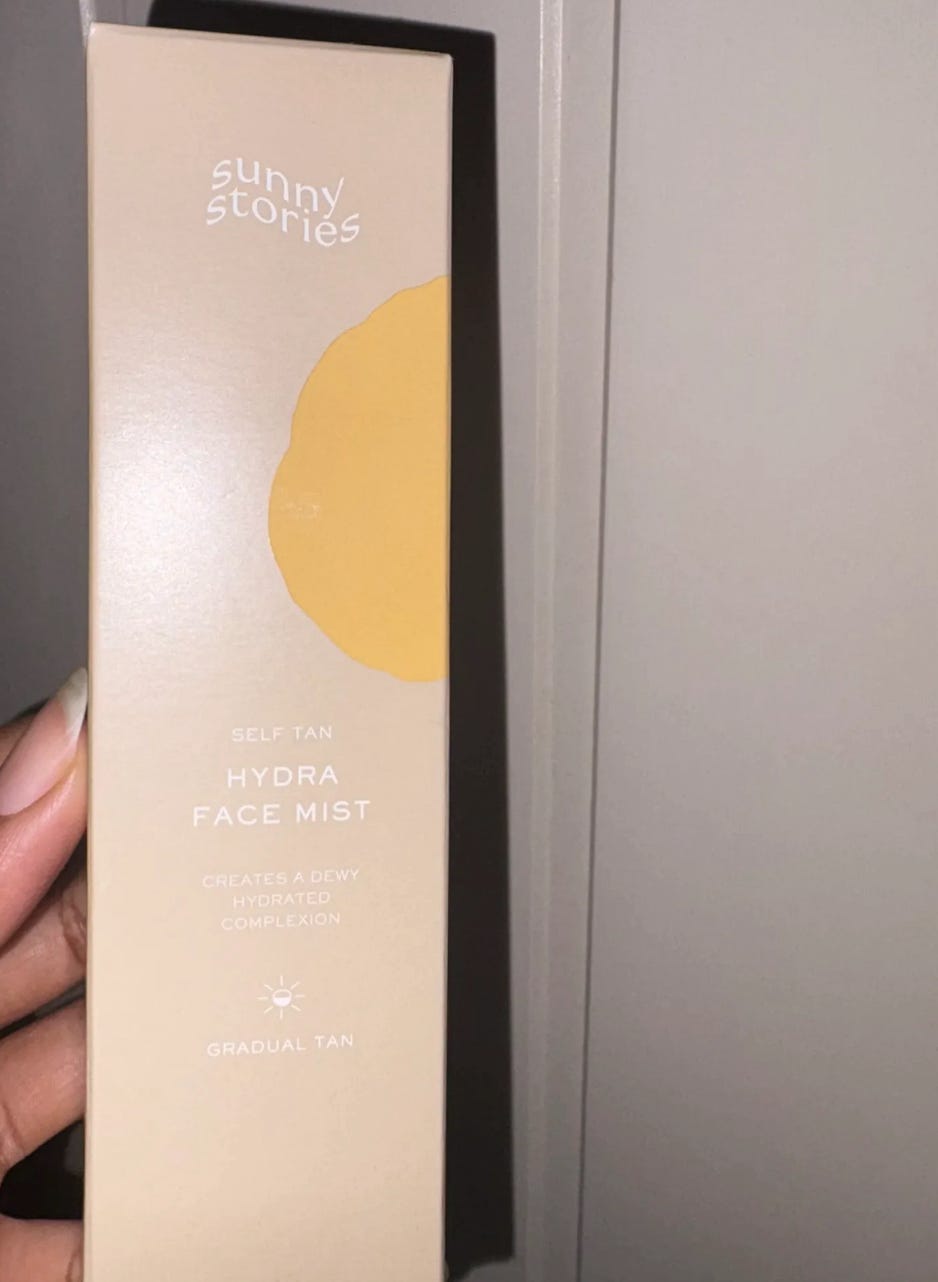 sunny
stories
SELF TAN
HYDRA
FACE MIST
CREATES A DEWY
HYDRATED
COMPLEXION
GRADUAL TAN